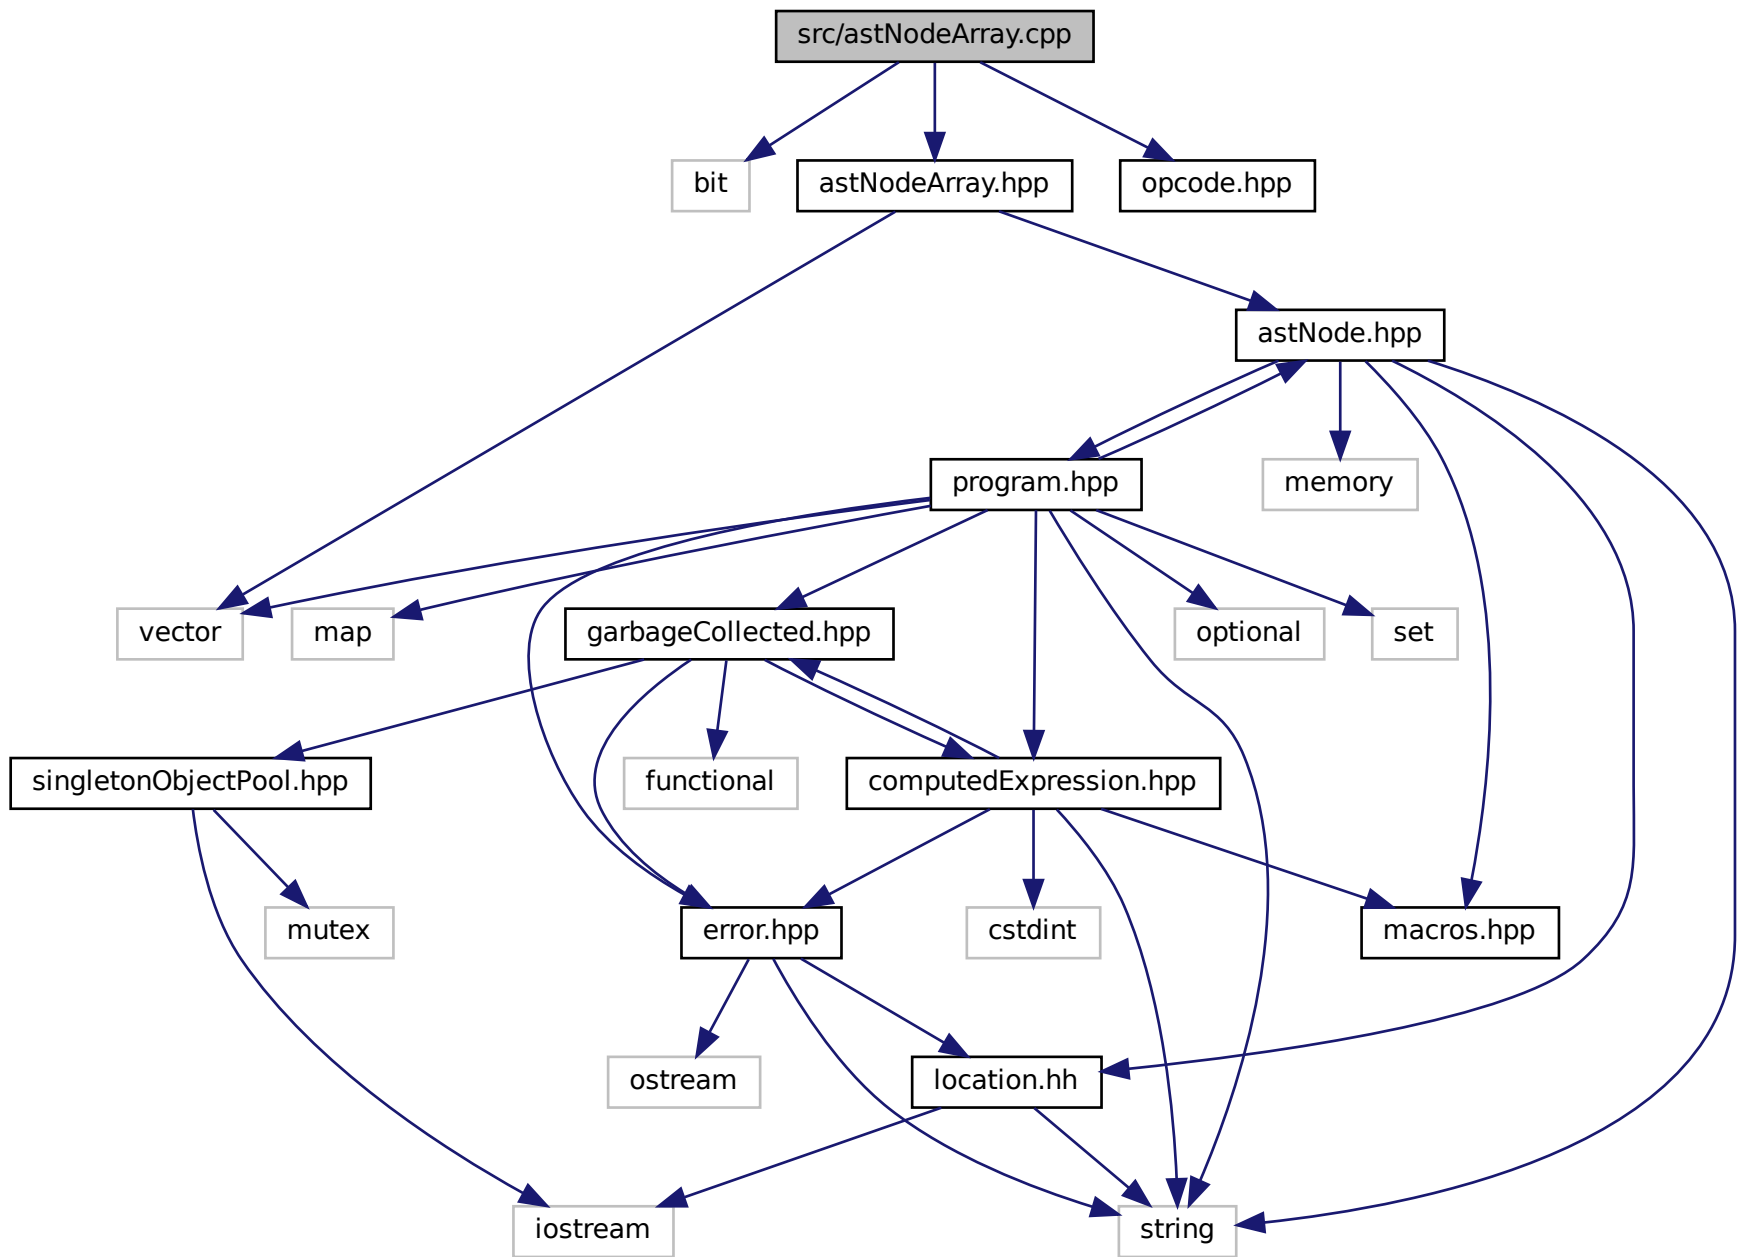 src/astNodeArray.cpp
bit
astNodeArray.hpp
opcode.hpp
astNode.hpp
program.hpp
memory
vector
map
garbageCollected.hpp
optional
set
singletonObjectPool.hpp
functional
computedExpression.hpp
mutex
error.hpp
cstdint
macros.hpp
ostream
location.hh
iostream
string